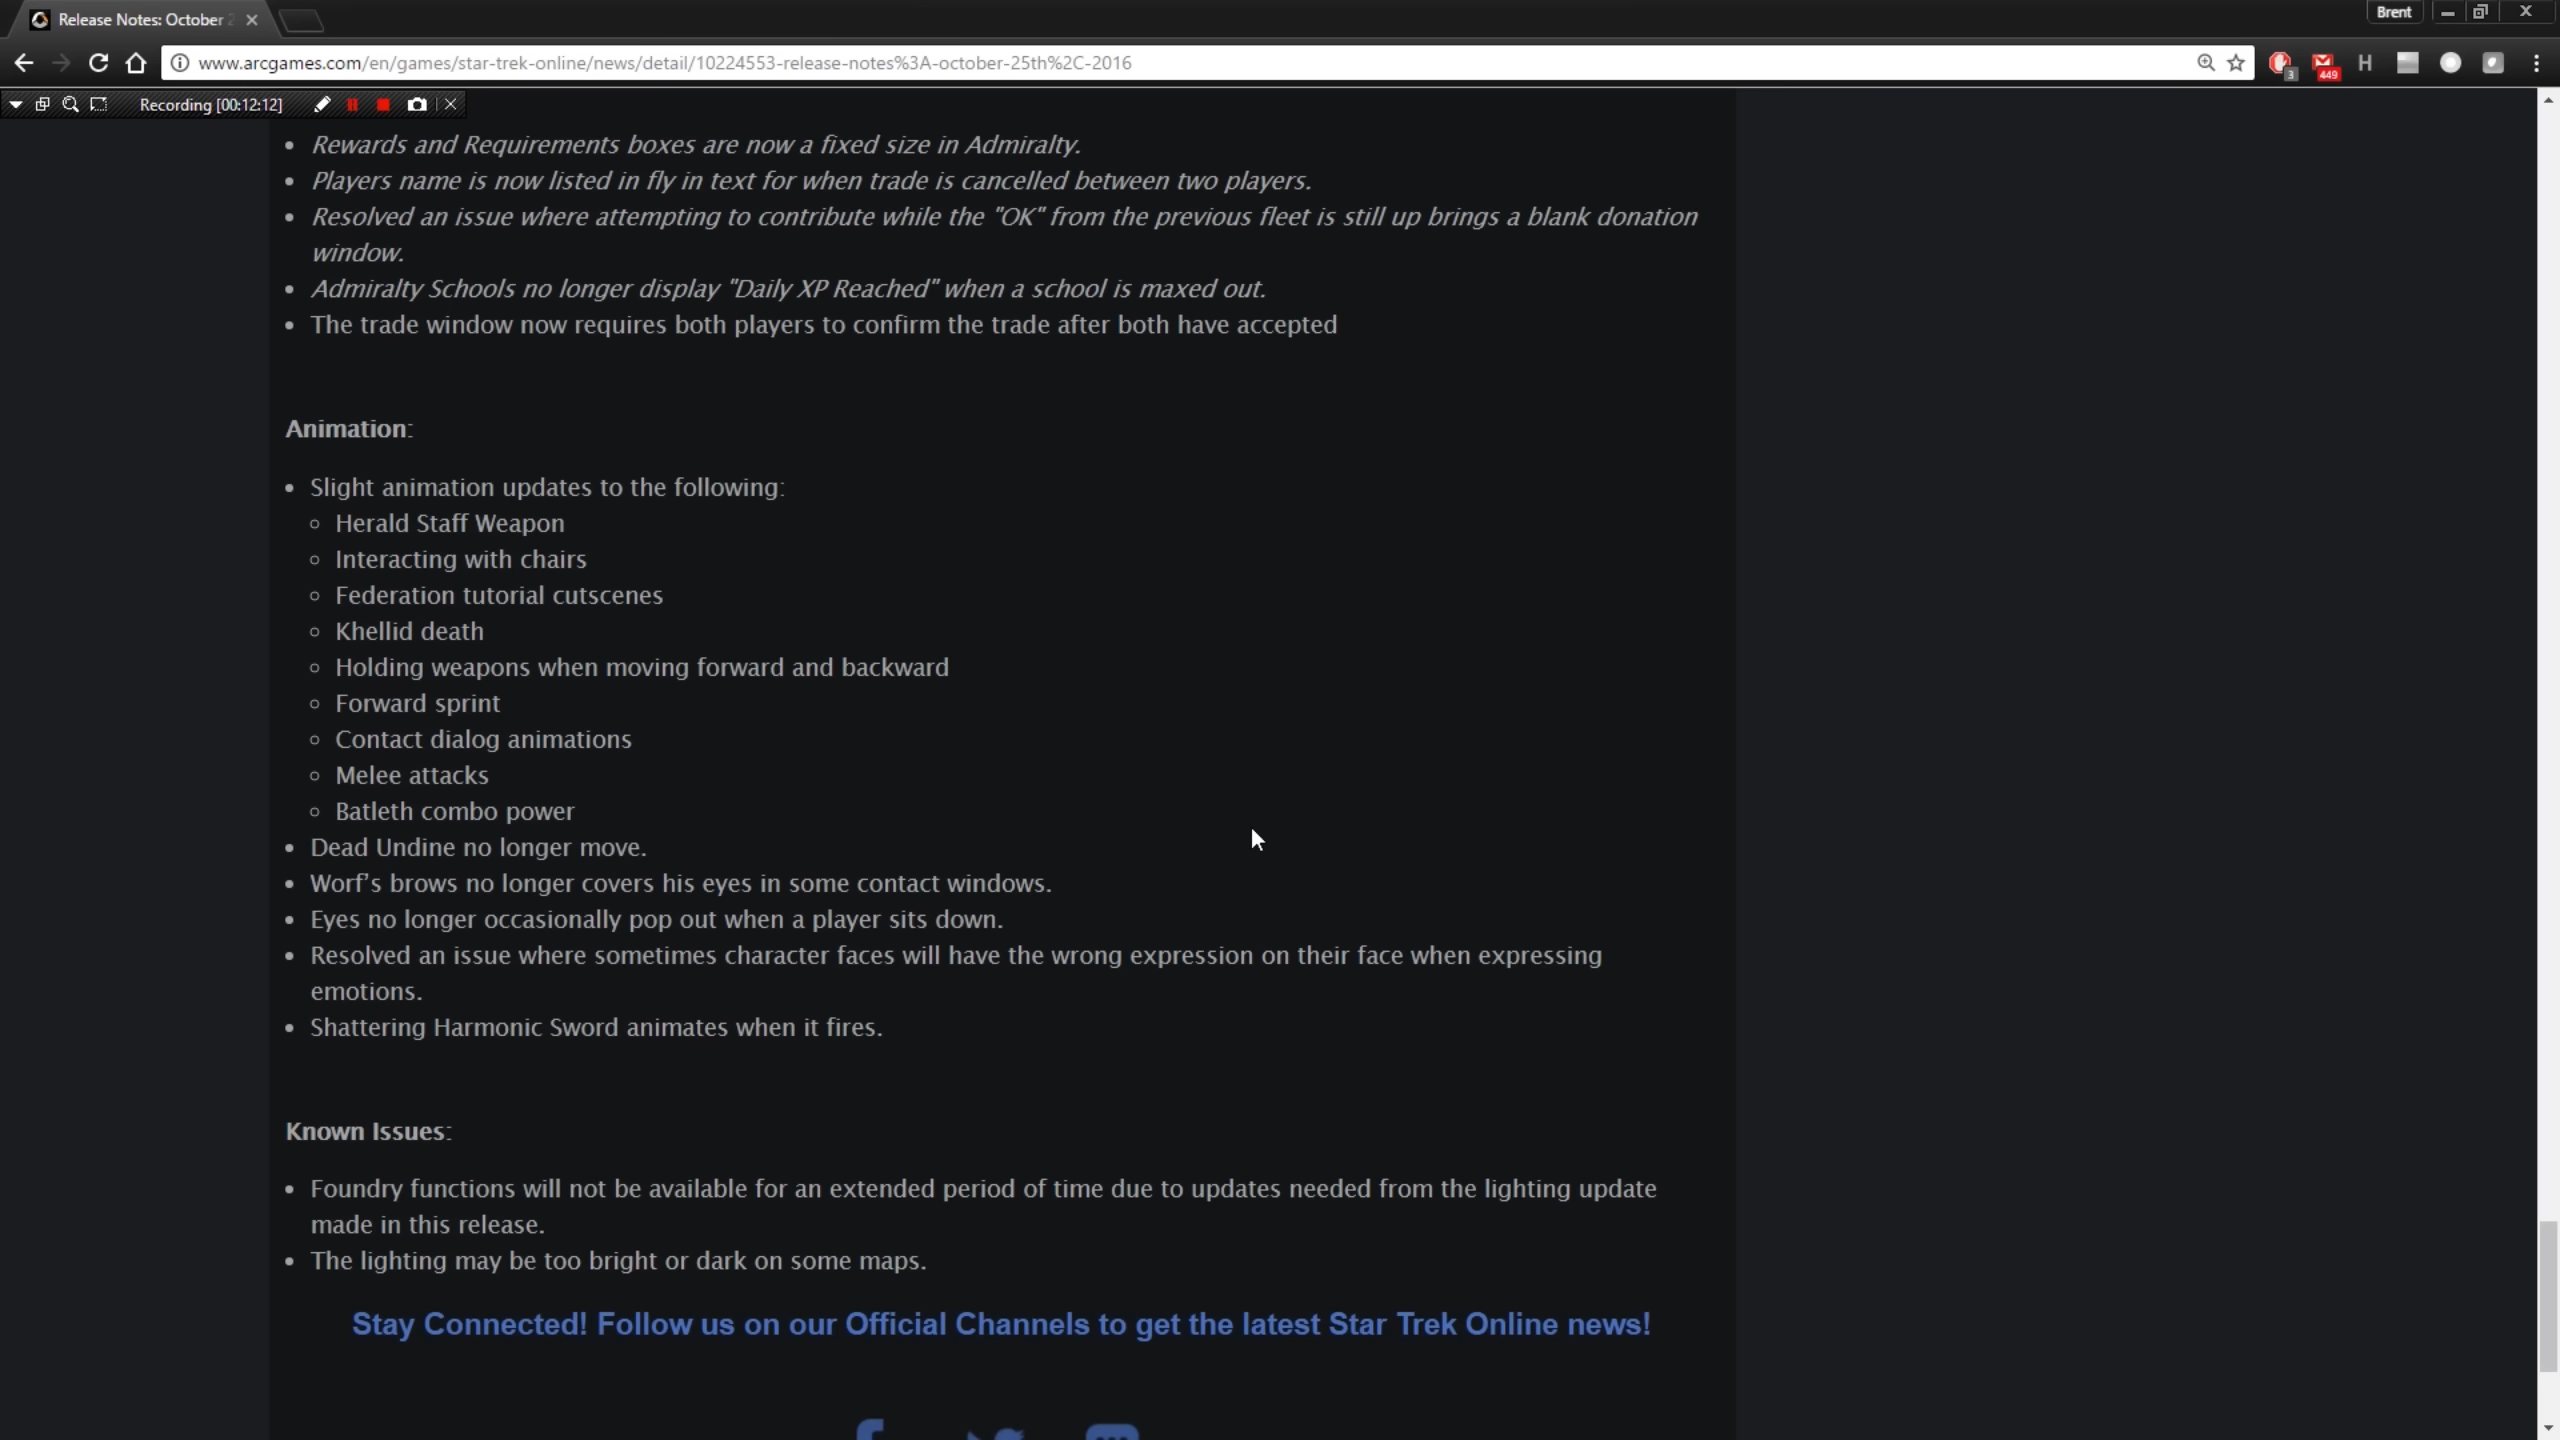 Release Notes: October 2
Brent
www.arcgames.com/en/games/star-trek-online/news/detail/10224553-release-notes%3A-october-25th%2C-2016
3
449
H
Recording [00:12:12]
• Rewards and Requirements boxes are now a fixed size in Admiralty.
• Players name is now listed in fly in text for when trade is cancelled between two players.
• Resolved an issue where attempting to contribute while the "OK" from the previous fleet is still up brings a blank donation
window.
• Admiralty Schools no longer display "Daily XP Reached" when a school is maxed out.
• The trade window now requires both players to confirm the trade after both have accepted
Animation:
• Slight animation updates to the following:
◦ Herald Staff Weapon
◦ Interacting with chairs
◦ Federation tutorial cutscenes
◦ Khellid death
◦ Holding weapons when moving forward and backward
◦ Forward sprint
◦ Contact dialog animations
◦ Melee attacks
◦ Batleth combo power
• Dead Undine no longer move.
• Worf’s brows no longer covers his eyes in some contact windows.
• Eyes no longer occasionally pop out when a player sits down.
• Resolved an issue where sometimes character faces will have the wrong expression on their face when expressing
emotions.
• Shattering Harmonic Sword animates when it fires.
Known Issues:
• Foundry functions will not be available for an extended period of time due to updates needed from the lighting update
made in this release.
• The lighting may be too bright or dark on some maps.
Stay Connected! Follow us on our Official Channels to get the latest Star Trek Online news!